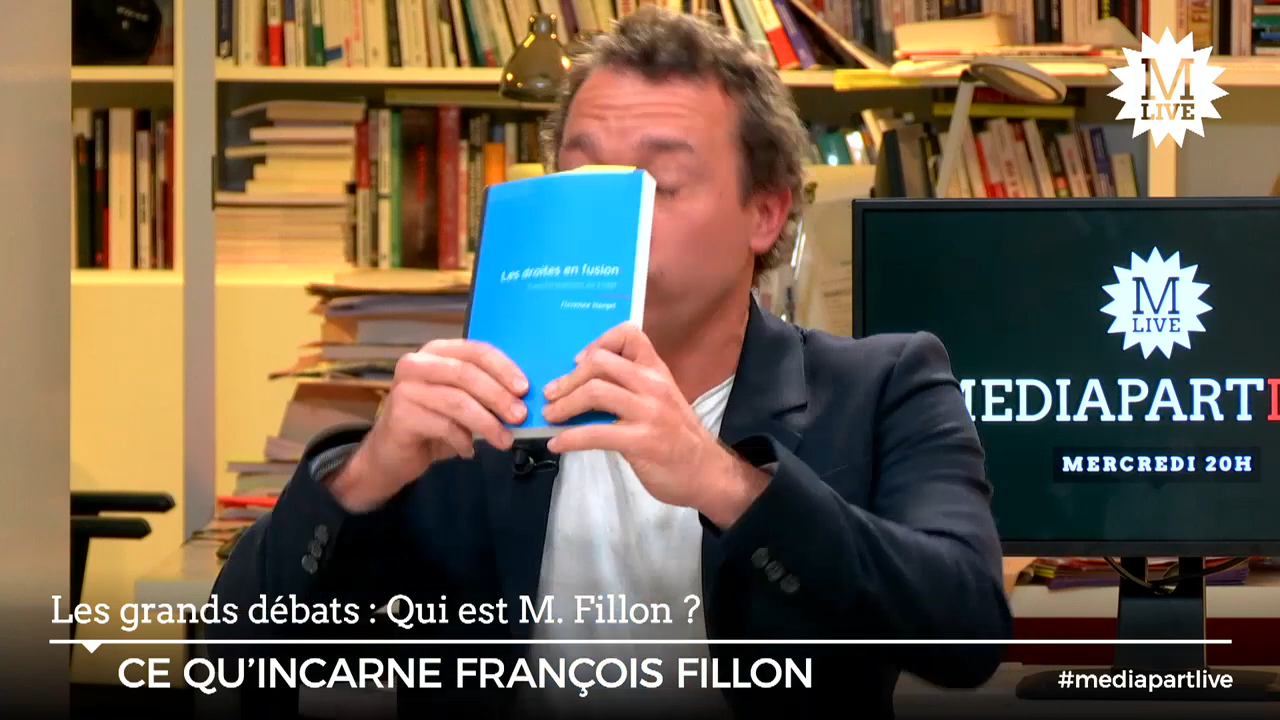 M
LIVE
Les droites en fusion
Florence Haegel
M
LIVE
MEDIAPART
MERCREDI 20H
Les grands débats : Qui est M. Fillon ?
CE QU'INCARNE FRANÇOIS FILLON
#mediapartlive